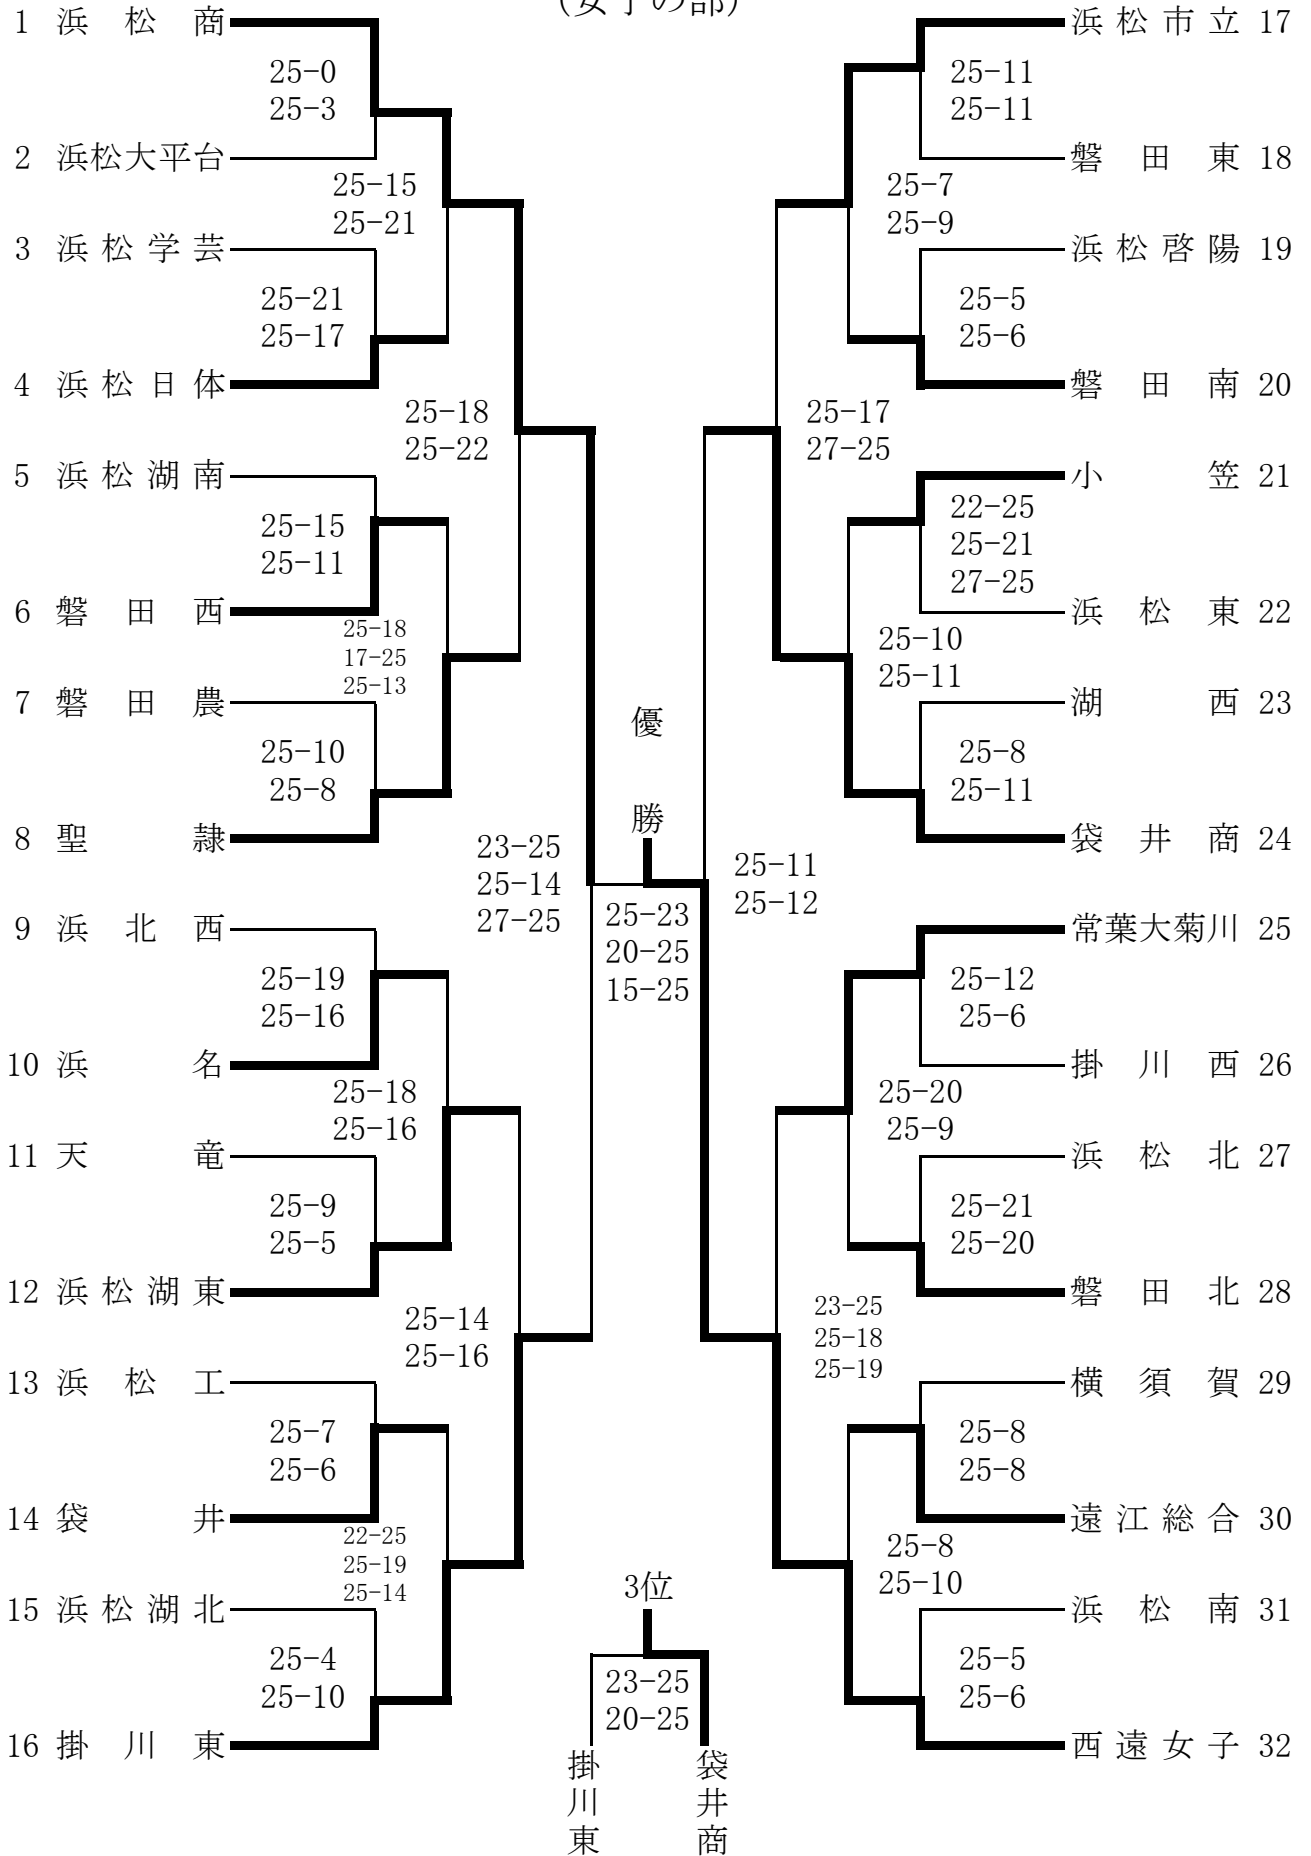 (女子の部)
1 浜松商
25-0
25-3
2 浜松大平台
25-15
25-21
3 浜松学芸
25-21
25-17
4 浜松日体
25-18
25-22
5 浜松湖南
25-15
25-11
6 磐田西
25-18
17-25
25-13
7 磐田農
25-10
25-8
8 聖隷
23-25
25-14
27-25
9 浜北西
25-19
25-16
10 浜名
25-18
25-16
11 天竜
25-9
25-5
12 浜松湖東
25-14
25-16
13 浜松工
25-7
25-6
14 袋井
22-25
25-19
25-14
15 浜松湖北
25-4
25-10
16 掛川東
優勝
25-23
20-25
15-25
3位
23-25
20-25
掛川東
袋井商
浜松市立 17
25-11
25-11
磐田東 18
25-7
25-9
浜松啓陽 19
25-5
25-6
磐田南 20
25-17
27-25
小笠 21
22-25
25-21
27-25
浜松東 22
25-10
25-11
湖西 23
25-8
25-11
袋井商 24
25-11
25-12
常葉大菊川 25
25-12
25-6
掛川西 26
25-20
25-9
浜松北 27
25-21
25-20
磐田北 28
23-25
25-18
25-19
横須賀 29
25-8
25-8
遠江総合 30
25-8
25-10
浜松南 31
25-5
25-6
西遠女子 32